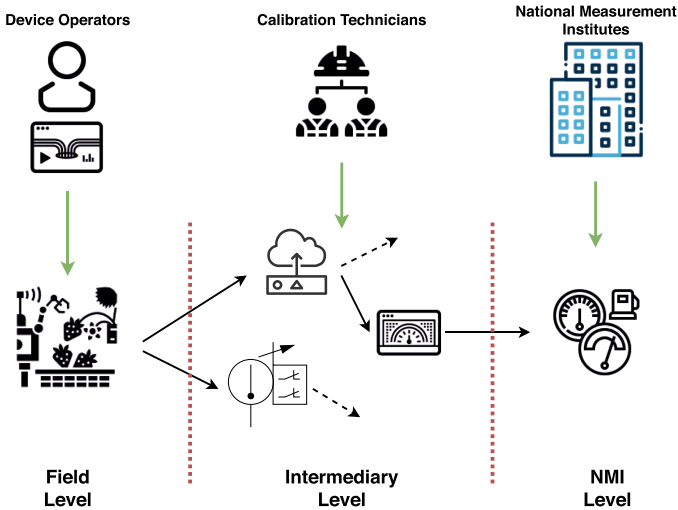 Device Operators
Calibration Technicians
National Measurement
Institutes
Field
Level
Intermediary
Level
NMI
Level